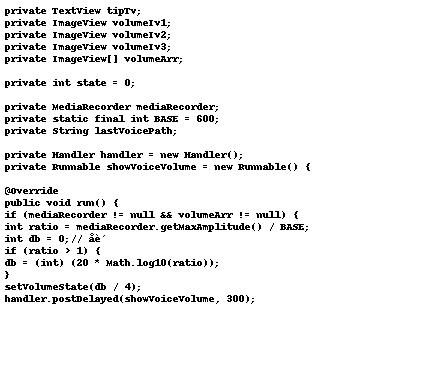 private TextView tipTv;
private ImageView volumeIv1;
private ImageView volumeIv2;
private ImageView volumeIv3;
private ImageView[] volumeArr;
private int state = 0;
private MediaRecorder mediaRecorder;
private static final int BASE = 600;
private String lastVoicePath;
private Handler handler = new Handler();
private Runnable showVoiceVolume = new Runnable() {
@Override
public void run() {
if (mediaRecorder != null && volumeArr != null) {
int ratio = mediaRecorder.getMaxAmplitude() / BASE;
int db = 0;// åè´
if (ratio > 1) {
db = (int) (20 * Math.log10(ratio));
}
setVolumeState(db / 4);
handler.postDelayed(showVoiceVolume, 300);